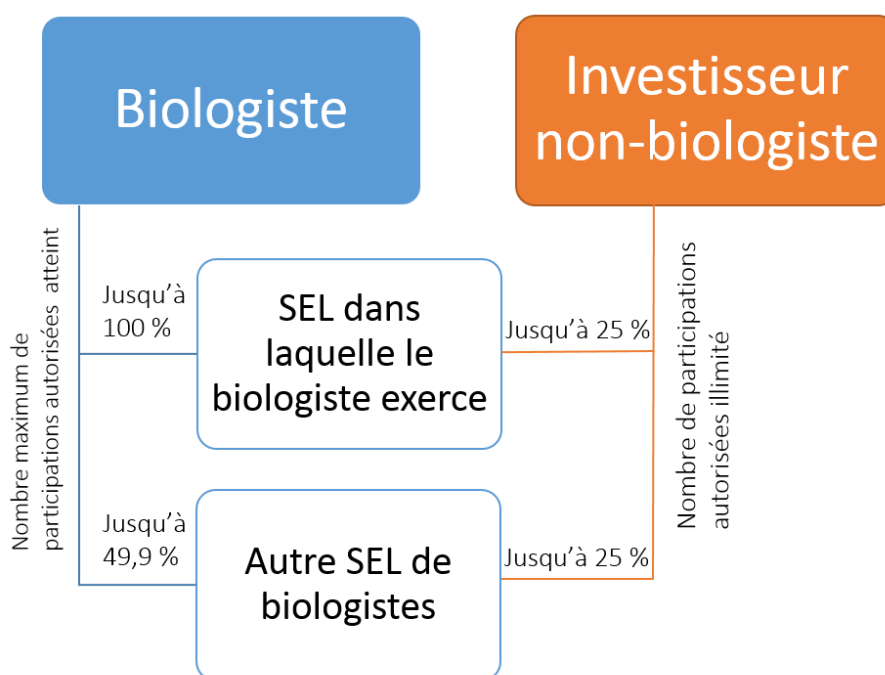 Biologiste
Investisseur
non-biologiste
Nombre maximum de
participations autorisées atteint
Jusqu'à
100 %
SEL dans
laquelle le
biologiste exerce
Jusqu'à 25 %
Nombre de participations
autorisées illimité
Jusqu'à
49,9 %
Autre SEL de
biologistes
Jusqu'à 25 %